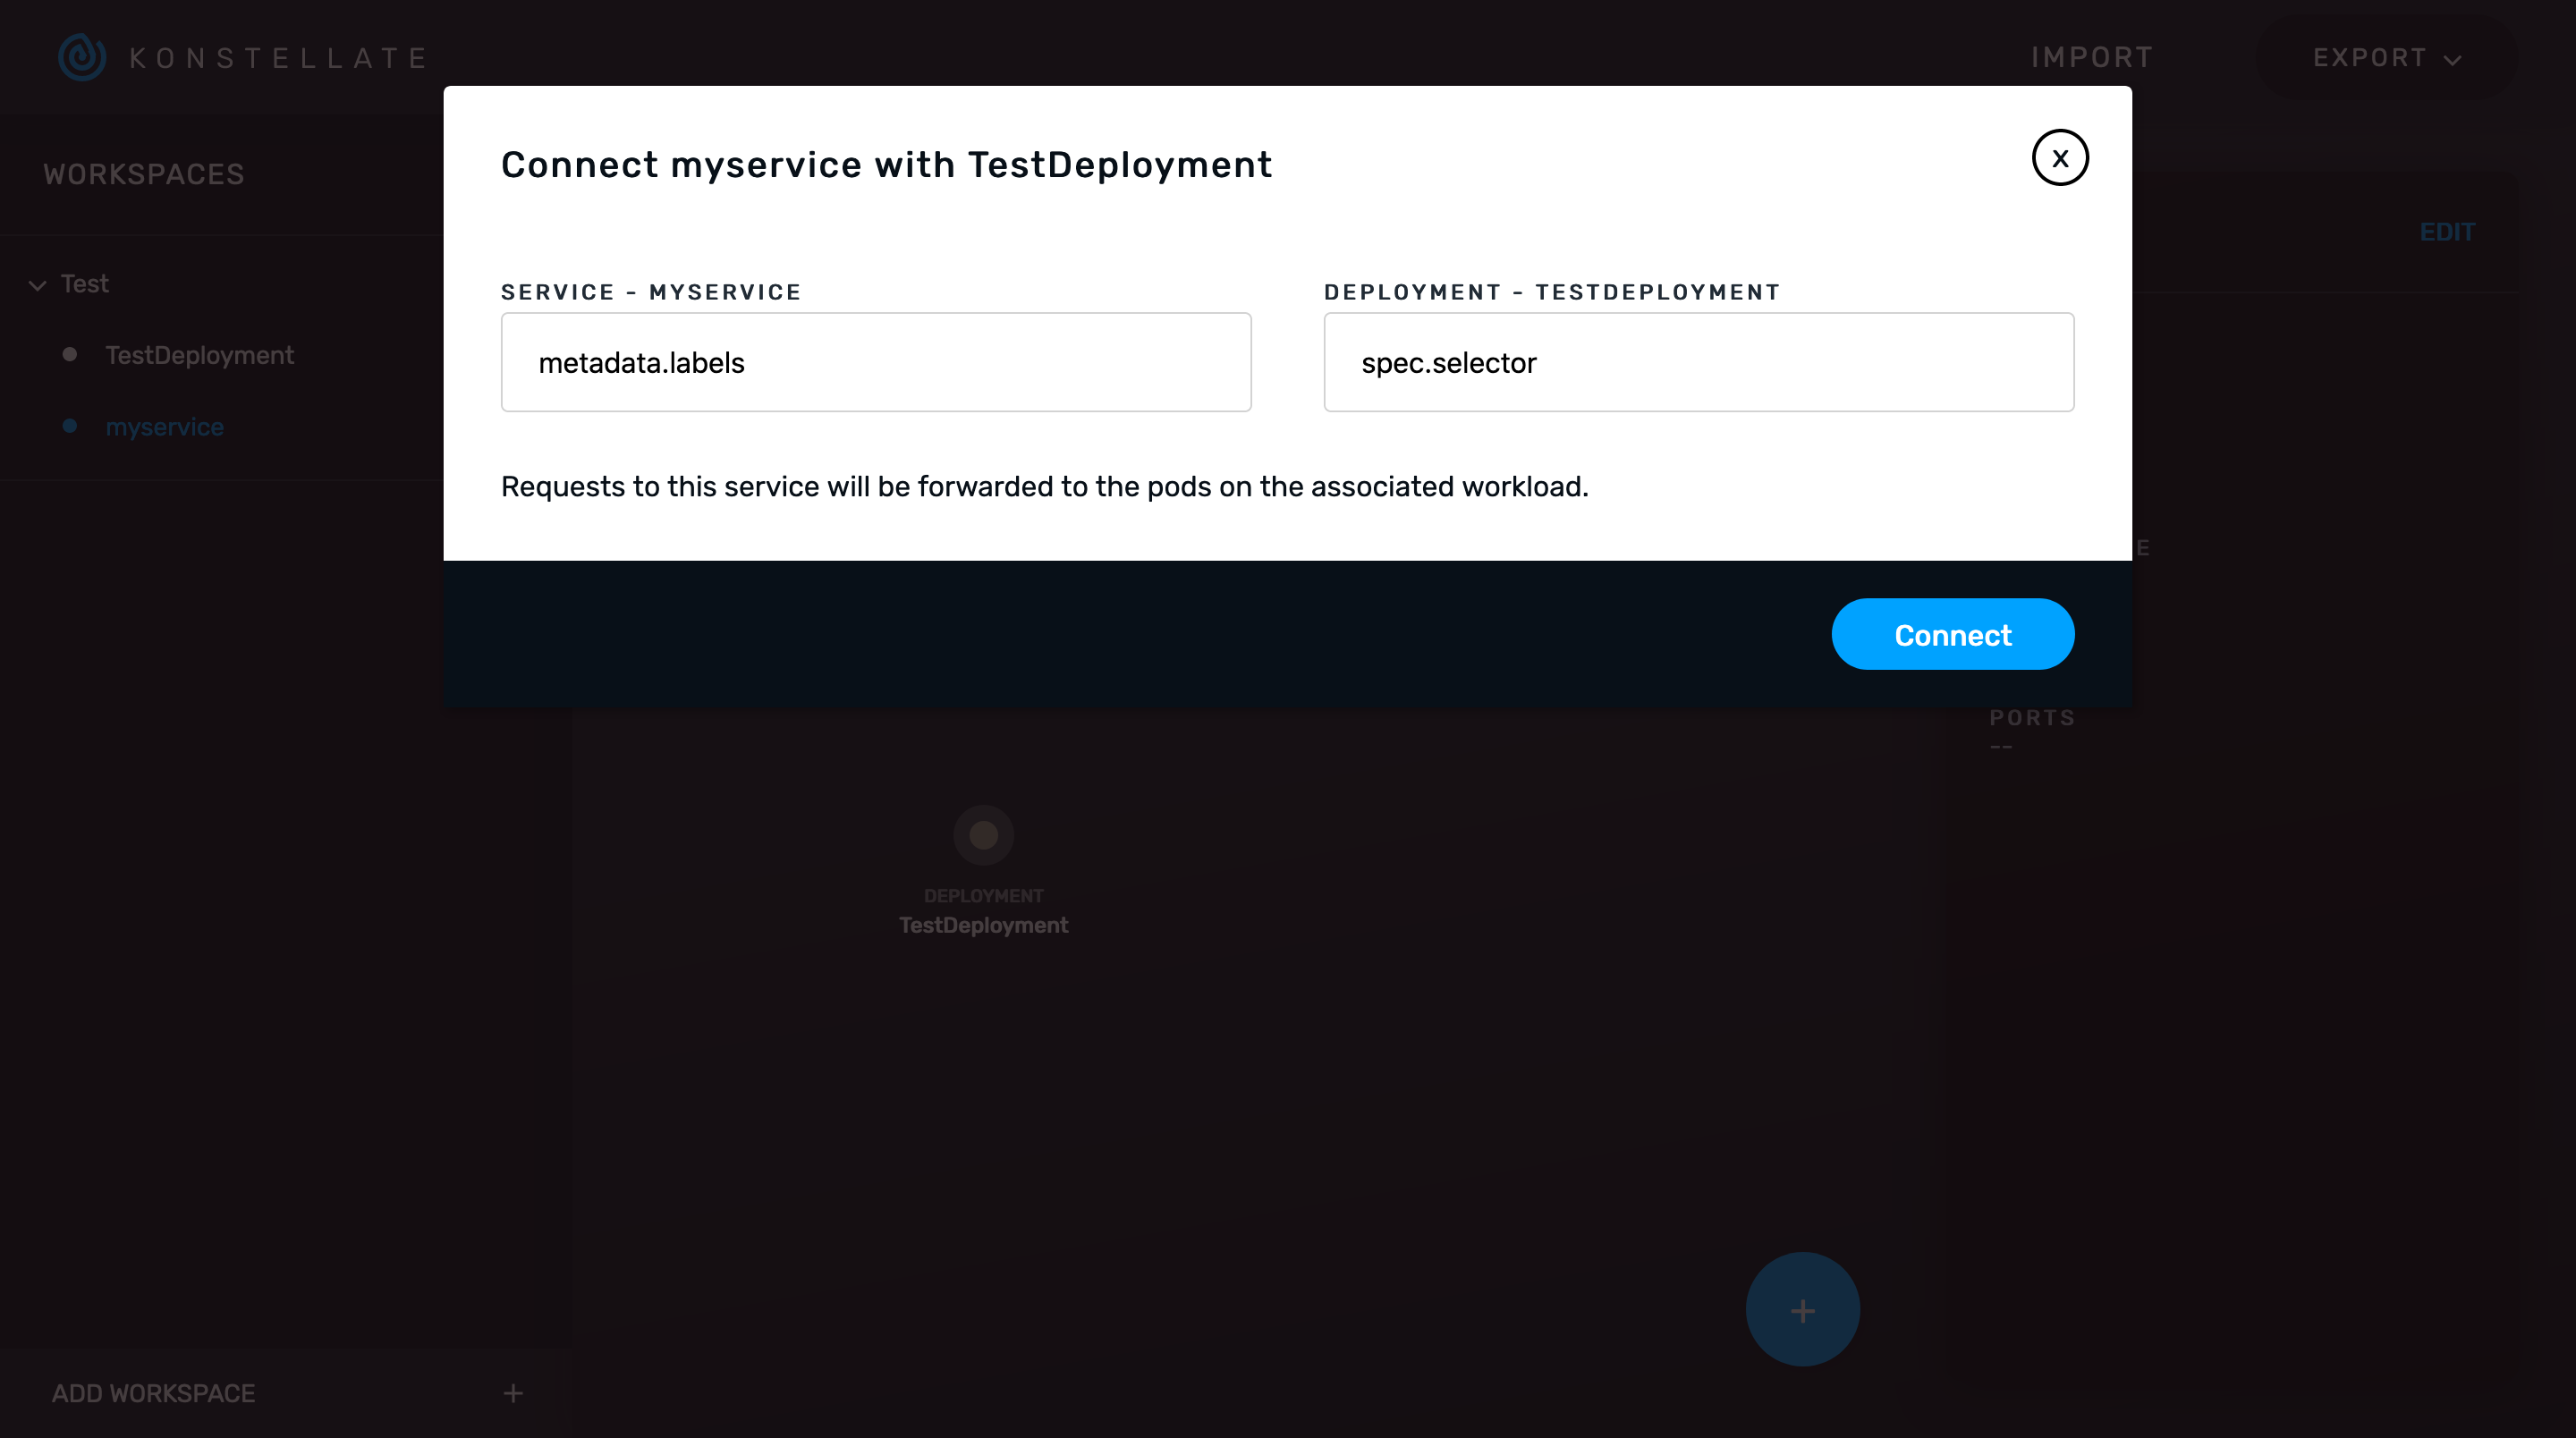 KONSTELLATE
IMPORT
EXPORT
WORKSPACES
Test
TestDeployment
myservice
Connect myservice with TestDeployment
X
SERVICE - MYSERVICE
DEPLOYMENT - TESTDEPLOYMENT
metadata.labels
spec.selector
Requests to this service will be forwarded to the pods on the associated workload.
Connect
EDIT
E
PORTS
--
DEPLOYMENT
TestDeployment
+
ADD WORKSPACE +